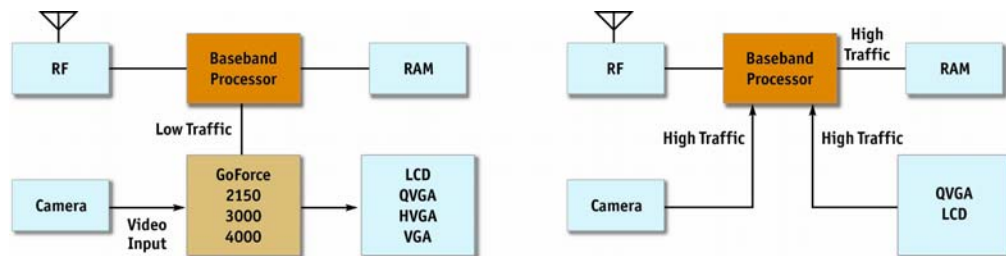 RF
Baseband
Processor
RAM
Low Traffic
Camera
Video
Input
GoForce
2150
3000
4000
LCD
QVGA
HVGA
VGA
RF
Baseband
Processor
High
Traffic
RAM
High Traffic
High Traffic
Camera
QVGA
LCD